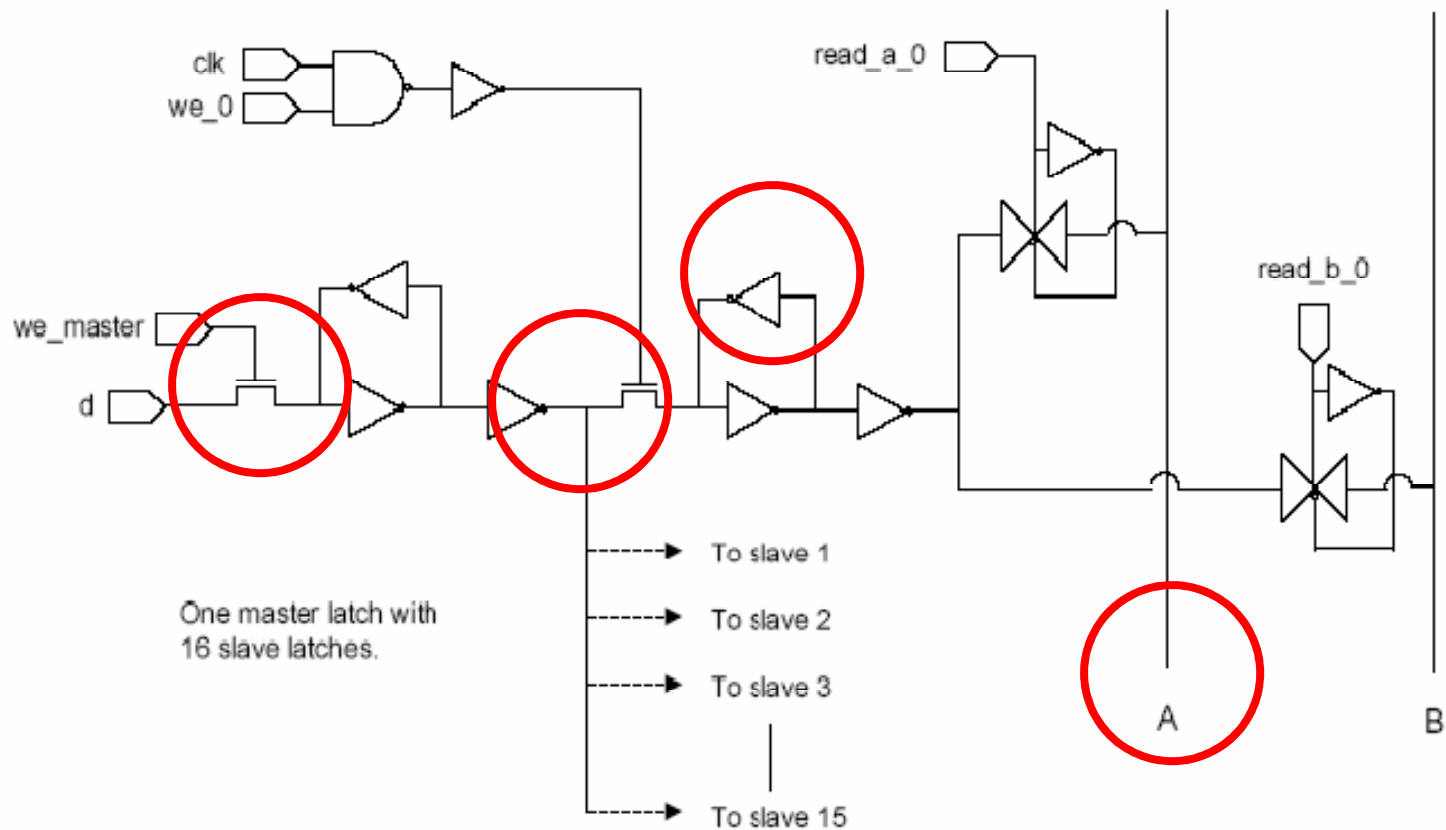 clk
we_0
read_a_0
read_b_0
we_master
d
To slave 1
One master latch with
16 slave latches.
To slave 2
To slave 3
A
B
To slave 15